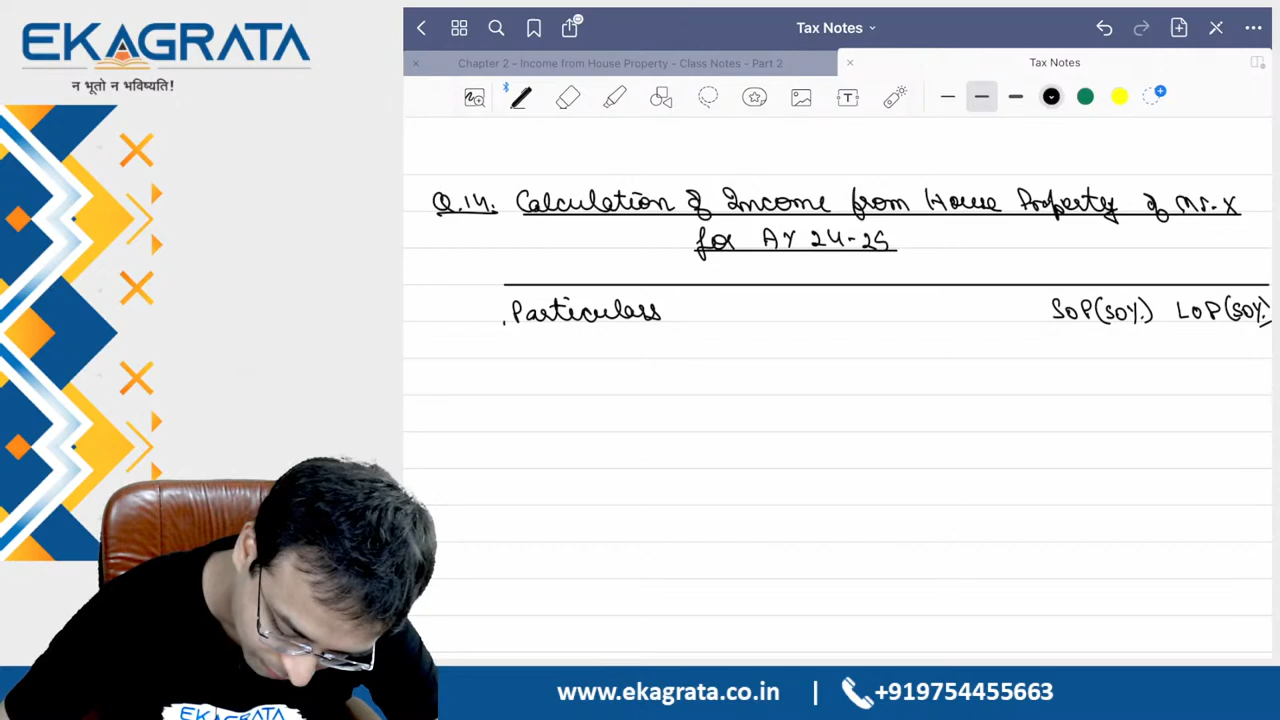 EKAGRATA
न भूतो न भविष्यति!
Tax Notes
Chapter 2 - Income from House Property - Class Notes - Part 2
Tax Notes
T
Q.14. Calculation of Income from House Property of Mr. X
for AY 24-25
Particulars
SOP(50%) LOP(50%)
EKAGRATA
www.ekagrata.co.in | +919754455663